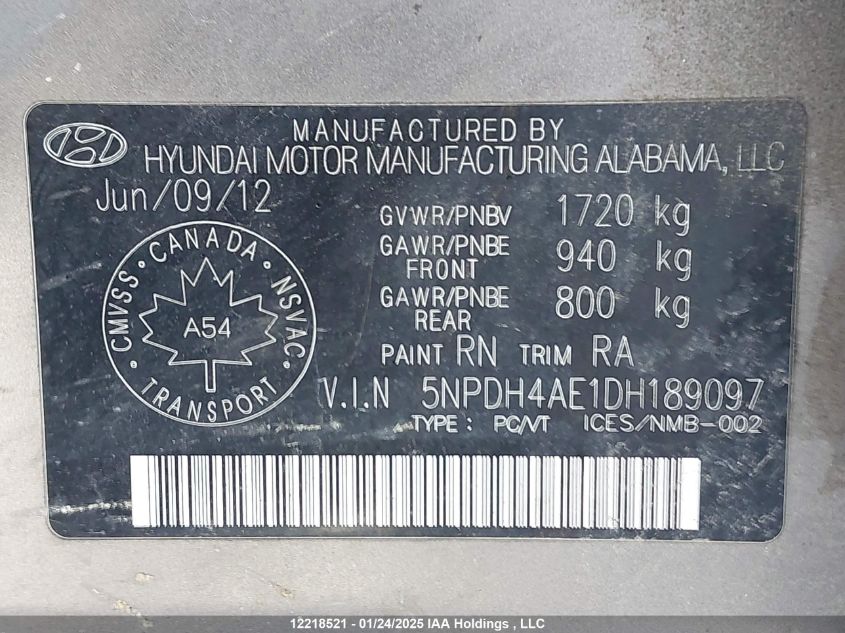 MANUFACTURED BY
HYUNDAI MOTOR MANUFACTURING ALABAMA, LLC
Jun/09/12
GVWR/PNBV 1720 kg
GAWR/PNBE FRONT 940 kg
GAWR/PNBE REAR 800 kg
CMVSS · CANADA · NSVAC · TRANSPORT ·
A54
PAINT RN TRIM RA
V.I.N 5NPDH4AE1DH189097
TYPE : PC/VT ICES/NMB-002
12218521 - 01/24/2025 IAA Holdings , LLC